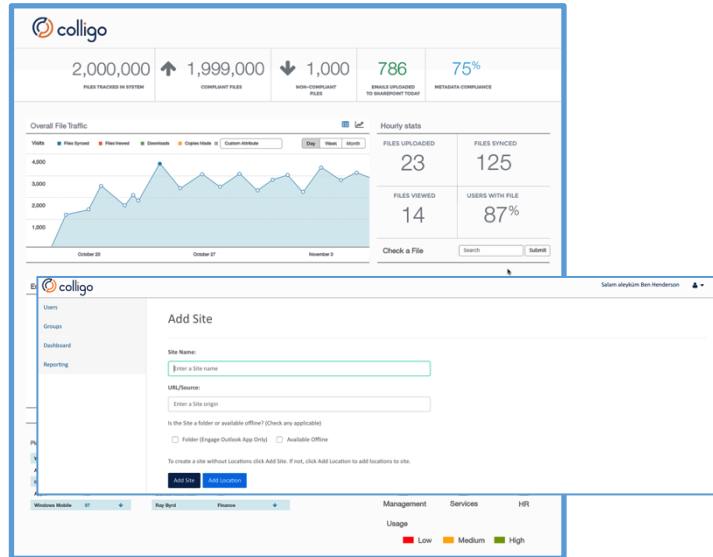 colligo
2,000,000
FILES TRACKED IN SYSTEM
1,999,000
COMPLIANT FILES
1,000
NON-COMPLIANT
FILES
786
EMAILS UPLOADED
TO SHAREPOINT TODAY
75%
METADATA COMPLIANCE
Overall File Traffic
Visits Files Synced Files Viewed Downloads Copies Made Custom Attribute Day Week Month
4,000
3,000
2,000
1,000
October 20 October 27 November 3
Hourly stats
FILES UPLOADED
23
FILES SYNCED
125
FILES VIEWED
14
USERS WITH FILE
87%
Check a File Search Submit
colligo
Salam aleyküm Ben Henderson
Users
Groups
Dashboard
Reporting
Add Site
Site Name:
Enter a Site name
URL/Source:
Enter a Site origin
Is the Site a folder or available offline? (Check any applicable)
Folder (Engage Outlook App Only) Available Offline
To create a site without Locations click Add Site. If not, click Add Location to add locations to site.
Add Site Add Location
Windows Mobile 57 Ray Byrd Finance
Management Services HR
Usage
Low Medium High